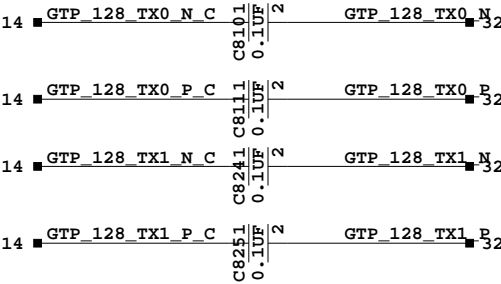 14 GTP_128_TX0_N_C C810 1 0.1UF 2 GTP_128_TX0_N 32
14 GTP_128_TX0_P_C C811 1 0.1UF 2 GTP_128_TX0_P 32
14 GTP_128_TX1_N_C C824 1 0.1UF 2 GTP_128_TX1_N 32
14 GTP_128_TX1_P_C C825 1 0.1UF 2 GTP_128_TX1_P 32